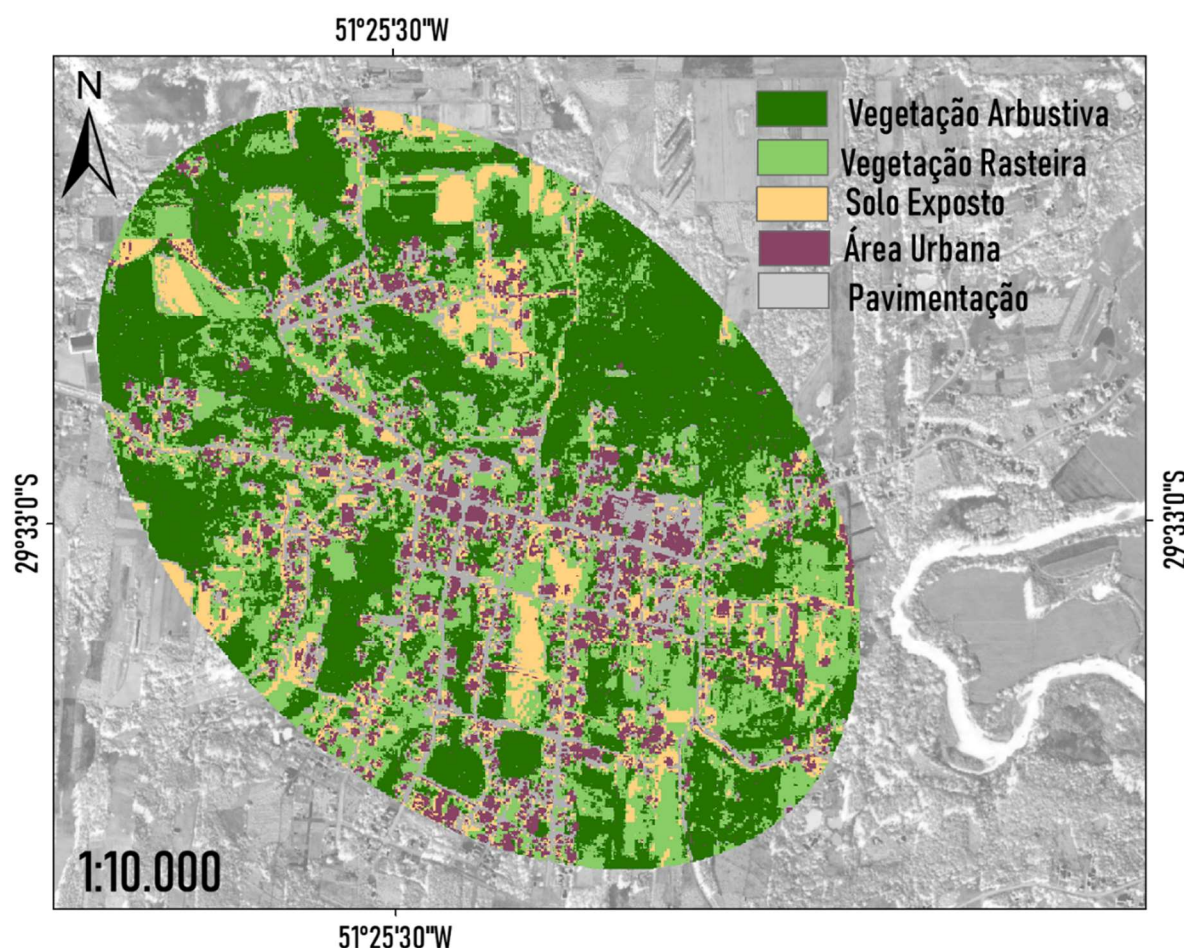 51°25'30"W
N
Vegetação Arbustiva
Vegetação Rasteira
Solo Exposto
Área Urbana
Pavimentação
29°33'0"S
29°33'0"S
1:10.000
51°25'30"W